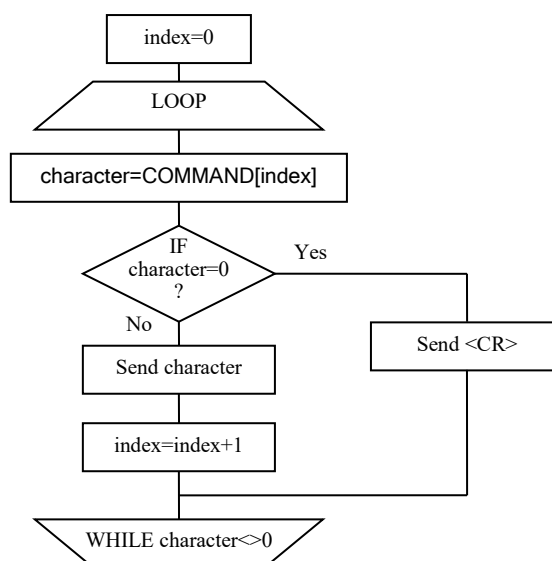 index=0
LOOP
character=COMMAND[index]
IF
character=0
?
Yes
No
Send character
Send <CR>
index=index+1
WHILE character<>0